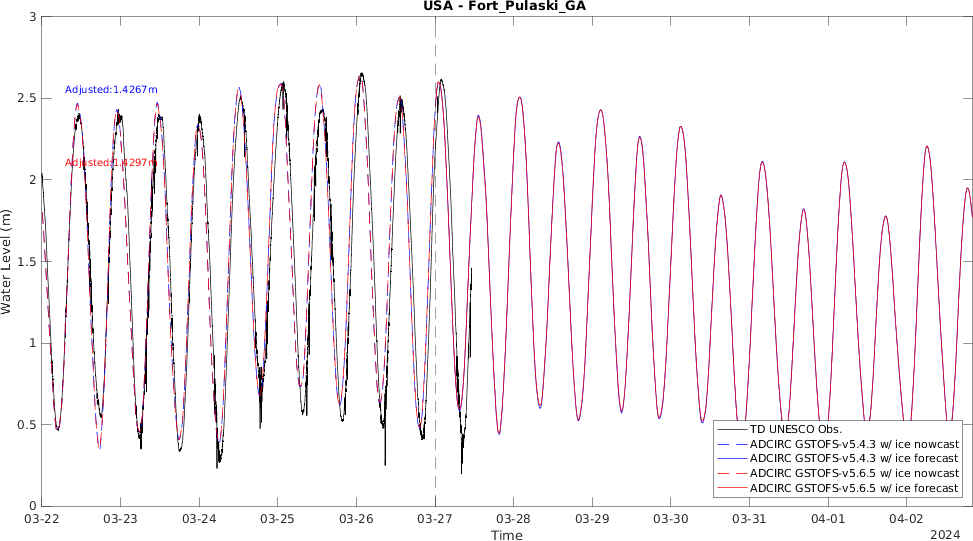 USA - Fort_Pulaski_GA
3
2.5
2
1.5
1
0.5
0
Water Level (m)
Adjusted:1.4267m
Adjusted:1.4297m
TD UNESCO Obs.
ADCIRC GSTOFS-v5.4.3 w/ ice nowcast
ADCIRC GSTOFS-v5.4.3 w/ ice forecast
ADCIRC GSTOFS-v5.6.5 w/ ice nowcast
ADCIRC GSTOFS-v5.6.5 w/ ice forecast
03-22 03-23 03-24 03-25 03-26 03-27 03-28 03-29 03-30 03-31 04-01 04-02
Time
2024